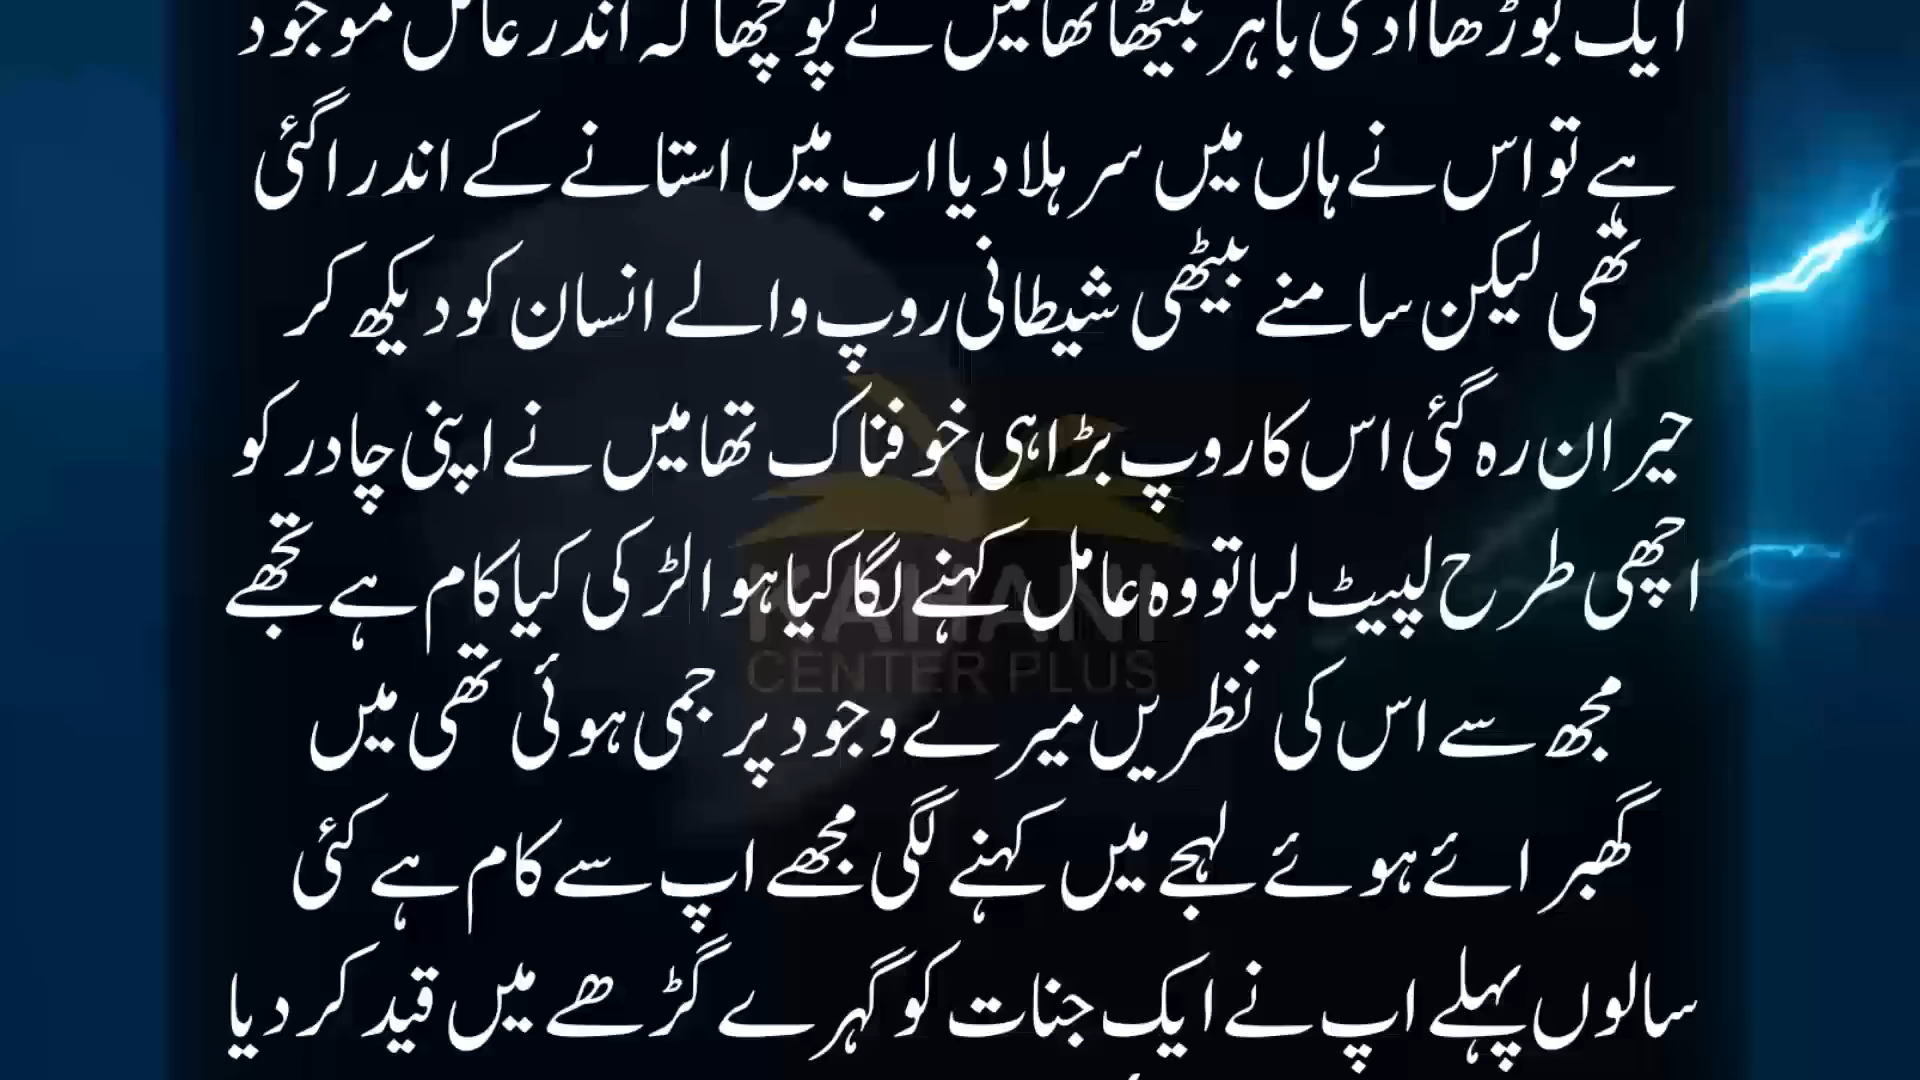 ایک بوڑھا ادمی باہر بیٹھا تھا میں نے پوچھا کہ اندر عامل موجود
ہے تو اس نے ہاں میں سر ہلا دیا اب میں استانے کے اندر اگئی
تھی لیکن سامنے بیٹھی شیطانی روپ والے انسان کو دیکھ کر
حیران رہ گئی اس کا روپ بڑا ہی خوفناک تھا میں نے اپنی چادر کو
اچھی طرح لپیٹ لیا تو وہ عامل کہنے لگا کیا ہوا لڑکی کیا کام ہے تجھے
مجھ سے اس کی نظریں میرے وجود پر جمی ہوئی تھی میں
گھبرائے ہوئے لہجے میں کہنے لگی مجھے اپ سے کام ہے کئی
سالوں پہلے اپ نے ایک جنات کو گہرے گڑھے میں قید کر دیا
KAHANI
CENTER PLUS